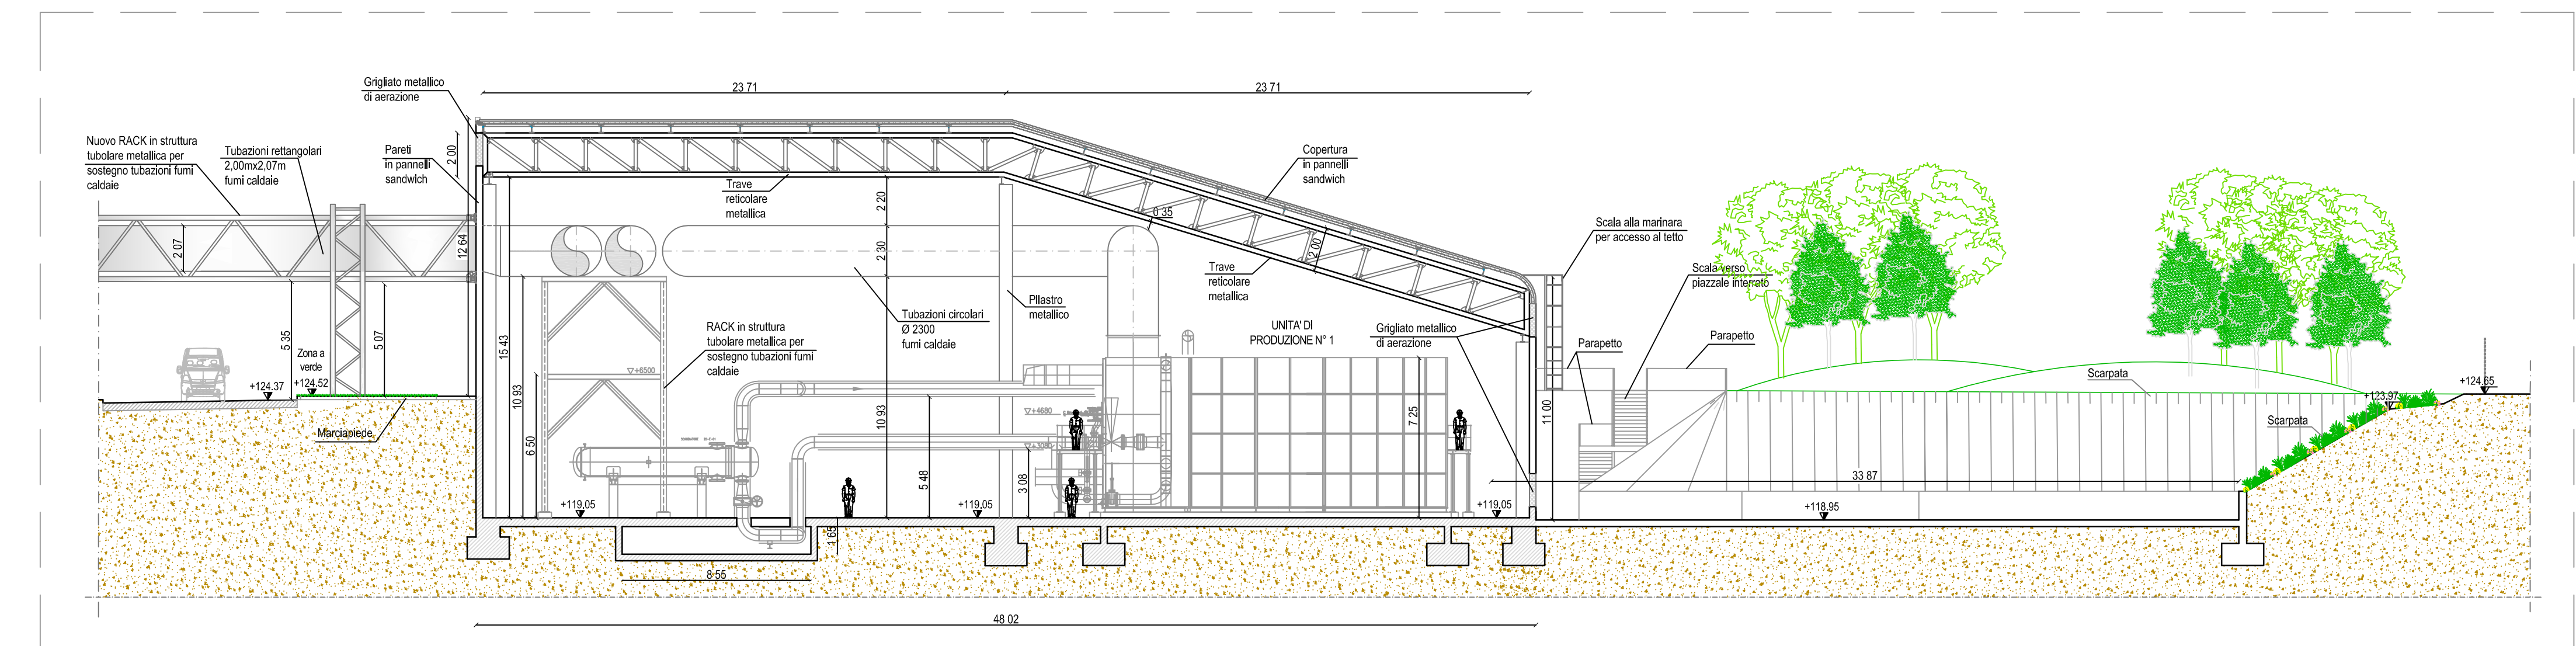 23 71
23 71
Grigliato metallico
di aerazione
Nuovo RACK in struttura
tubolare metallica per
sostegno tubazioni fumi
caldaie
Tubazioni rettangolari
2,00mx2,07m
fumi caldaie
Pareti
in pannelli
sandwich
2 00
Copertura
in pannelli
sandwich
Trave
reticolare
metallica
2 20
0 35
Scala alla marinara
per accesso al tetto
2 07
12 64
2 30
2 00
Trave
reticolare
metallica
Scala verso
piazzale interrato
Pilastro
metallico
Tubazioni circolari
Ø 2300
fumi caldaie
RACK in struttura
tubolare metallica per
sostegno tubazioni fumi
caldaie
UNITA' DI
PRODUZIONE N° 1
Grigliato metallico
di aerazione
Parapetto
Parapetto
5 35
Zona a
verde
5 07
15 43
+6500
Scarpata
+124.37
+124.52
+124.65
+123.97
10 93
10 93
+4680
7 25
11 00
Marciapiede
Scarpata
6 50
5 48
+3080
3 08
33 87
+119.05
+119.05
+119.05
+118.95
1 65
8 55
48 02